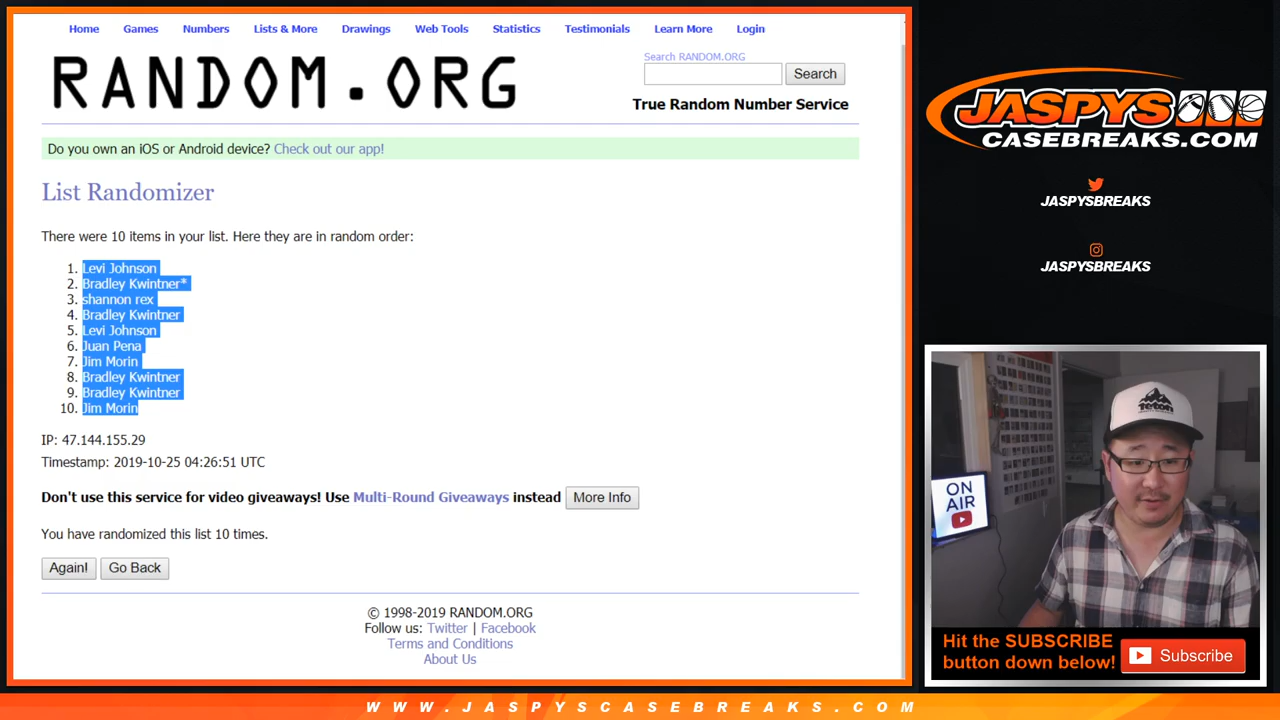 Home Games Numbers Lists & More Drawings Web Tools Statistics Testimonials Learn More Login
RANDOM.ORG
Search RANDOM.ORG
Search
True Random Number Service
Do you own an iOS or Android device? Check out our app!
List Randomizer
There were 10 items in your list. Here they are in random order:
1. Levi Johnson
2. Bradley Kwintner*
3. shannon rex
4. Bradley Kwintner
5. Levi Johnson
6. Juan Pena
7. Jim Morin
8. Bradley Kwintner
9. Bradley Kwintner
10. Jim Morin
IP: 47.144.155.29
Timestamp: 2019-10-25 04:26:51 UTC
Don't use this service for video giveaways! Use Multi-Round Giveaways instead More Info
You have randomized this list 10 times.
Again! Go Back
© 1998-2019 RANDOM.ORG
Follow us: Twitter | Facebook
Terms and Conditions
About Us
JASPYS
CASEBREAKS.COM
JASPYSBREAKS
JASPYSBREAKS
ON
AIR
TETON
Hit the SUBSCRIBE
button down below!
Subscribe
WWW.JASPYSCASEBREAKS.COM